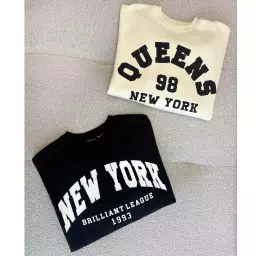 QUEENS
98
NEW YORK
NEW YORK
BRILLIANT LEAGUE
1993